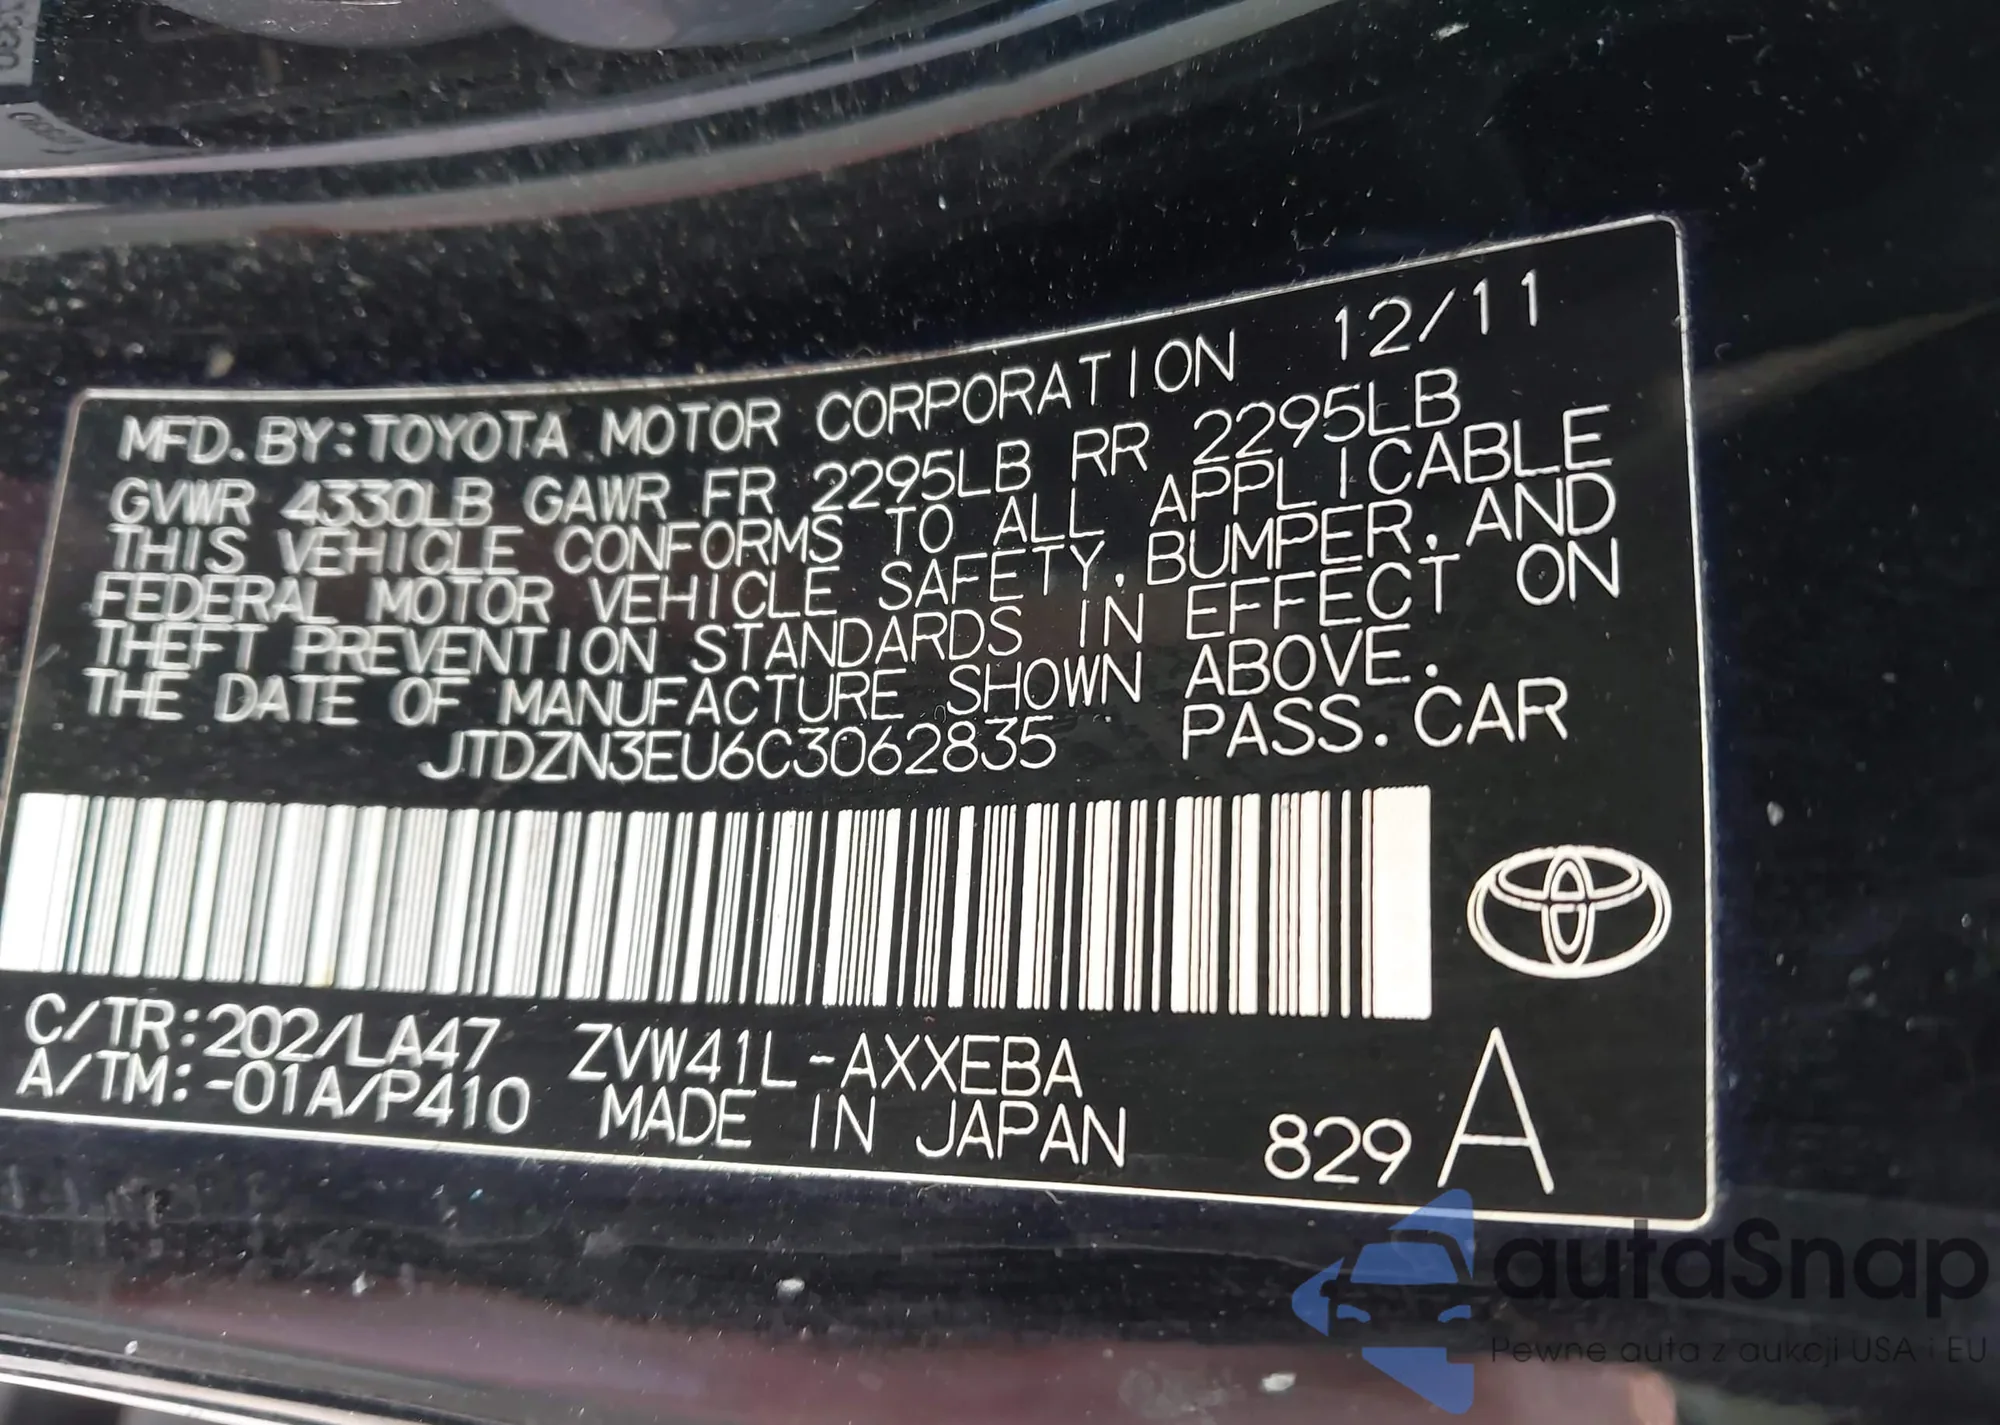 MFD. BY: TOYOTA MOTOR CORPORATION 12/11
GVWR 4330LB GAWR FR 2295LB RR 2295LB
THIS VEHICLE CONFORMS TO ALL APPLICABLE
FEDERAL MOTOR VEHICLE SAFETY, BUMPER, AND
THEFT PREVENTION STANDARDS IN EFFECT ON
THE DATE OF MANUFACTURE SHOWN ABOVE.
JTDZN3EU6C3062835 PASS. CAR
C/TR:202/LA47 ZVW41L-AXXEBA
A/TM:-01A/P410 MADE IN JAPAN 829 A
autaSnap
Pewne auta z aukcji USA i EU